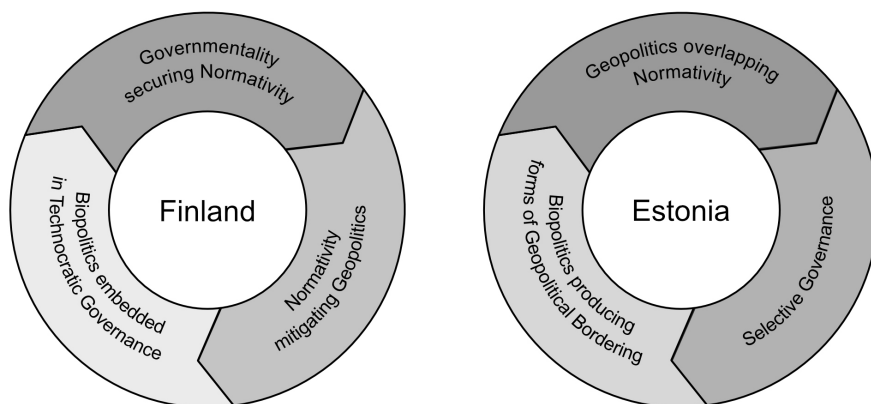 Governmentality
securing Normativity
Finland
Normativity
mitigating Geopolitics
Biopolitics embedded
in Technocratic Governance
Geopolitics overlapping
Normativity
Estonia
Selective Governance
Biopolitics producing
forms of Geopolitical Bordering